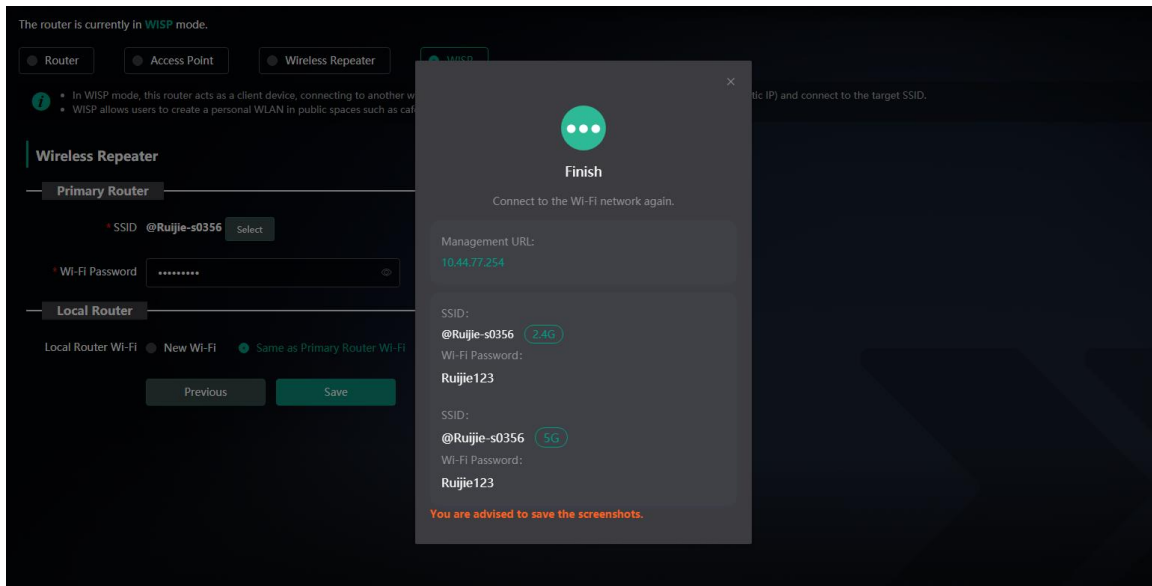 The router is currently in WISP mode.
Router
Access Point
Wireless Repeater
WISP
In WISP mode, this router acts as a client device, connecting to another w
tic IP) and connect to the target SSID.
WISP allows users to create a personal WLAN in public spaces such as caf
Wireless Repeater
Primary Router
* SSID @Ruijie-s0356 Select
* Wi-Fi Password •••••••••
Local Router
Local Router Wi-Fi New Wi-Fi Same as Primary Router Wi-Fi
Previous Save
×
Finish
Connect to the Wi-Fi network again.
Management URL:
10.44.77.254
SSID:
@Ruijie-s0356 2.4G
Wi-Fi Password:
Ruijie123
SSID:
@Ruijie-s0356 5G
Wi-Fi Password:
Ruijie123
You are advised to save the screenshots.